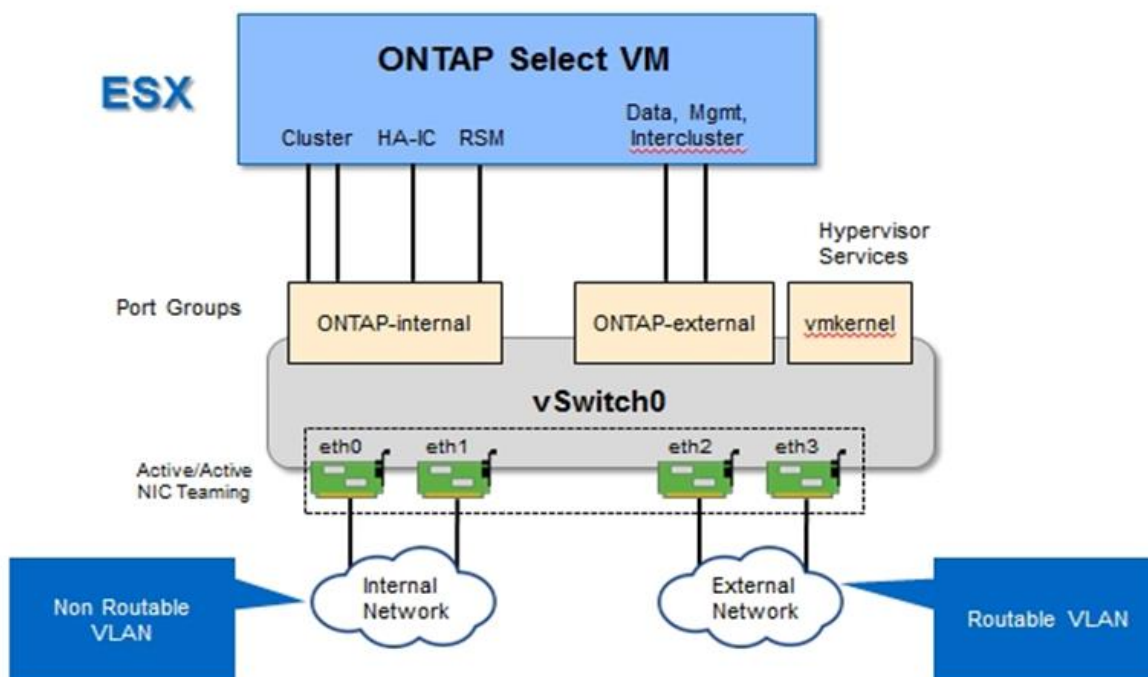 ONTAP Select VM
ESX
Data, Mgmt,
Cluster HA-IC RSM Intercluster
Hypervisor
Services
Port Groups
ONTAP-internal ONTAP-external vmkernel
vSwitch0
eth0 eth1 eth2 eth3
Active/Active
NIC Teaming
Internal
Network
External
Network
Non Routable
VLAN
Routable VLAN